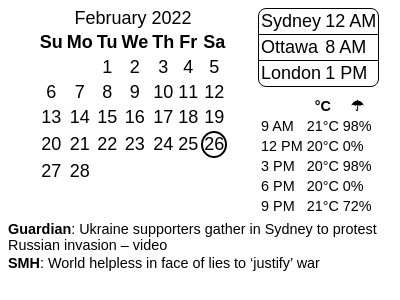 February 2022
Su Mo Tu We Th Fr Sa
1 2 3 4 5
6 7 8 9 10 11 12
13 14 15 16 17 18 19
20 21 22 23 24 25 26
27 28
Sydney 12 AM
Ottawa 8 AM
London 1 PM
°C ☂
9 AM 21°C 98%
12 PM 20°C 0%
3 PM 20°C 98%
6 PM 20°C 0%
9 PM 21°C 72%
Guardian: Ukraine supporters gather in Sydney to protest
Russian invasion – video
SMH: World helpless in face of lies to ‘justify’ war